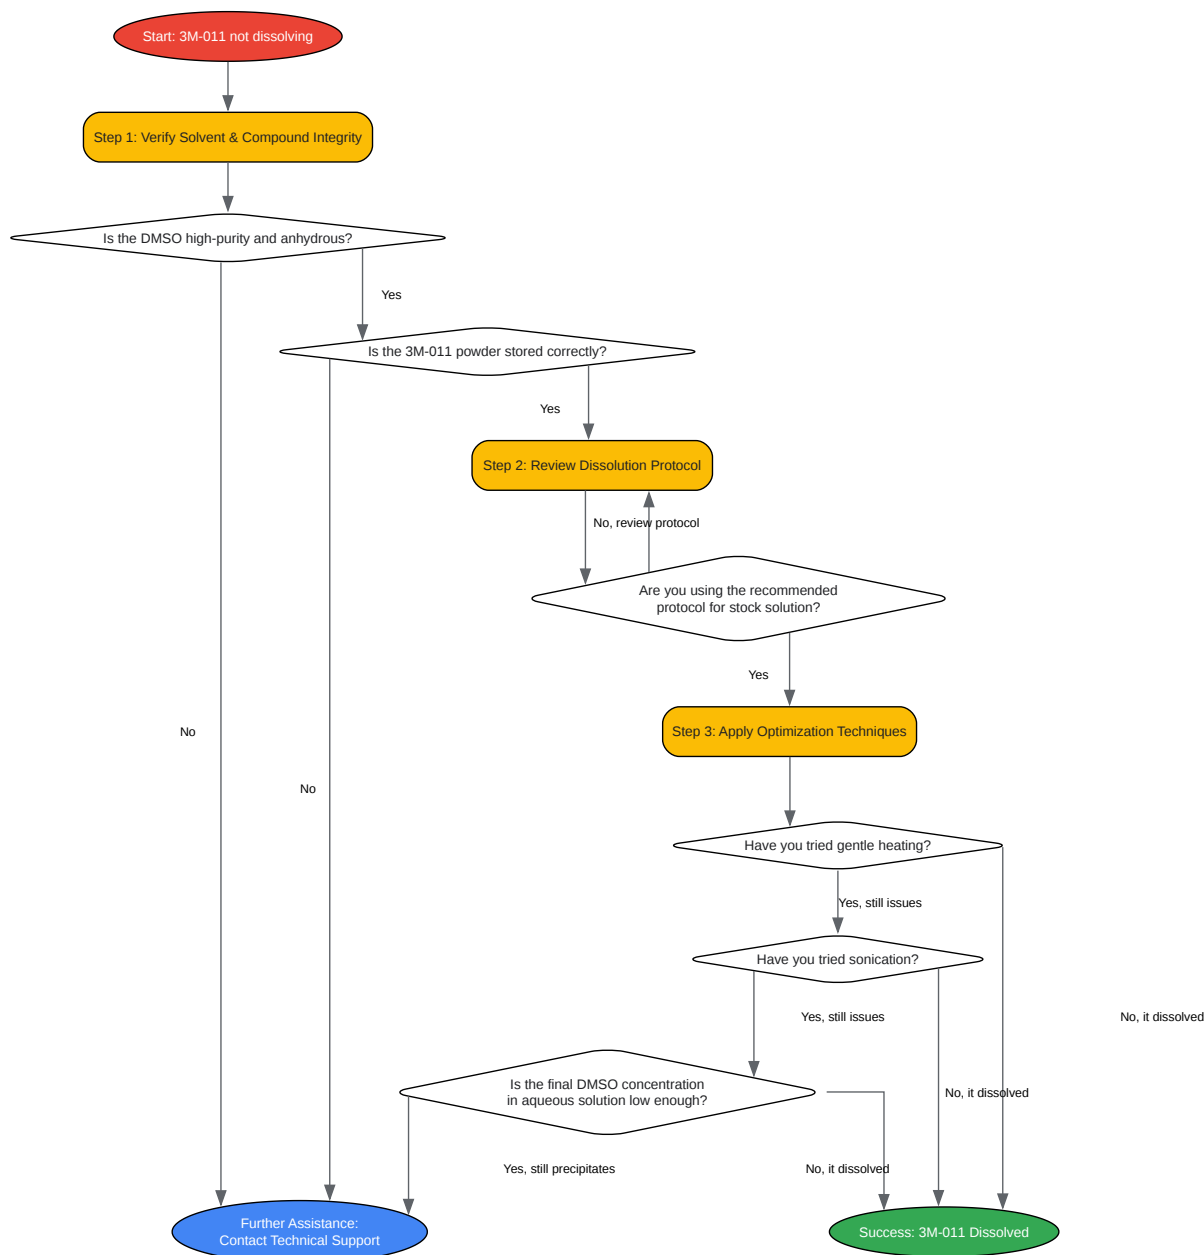 Start: 3M-011 not dissolving
Step 1: Verify Solvent & Compound Integrity
Is the DMSO high-purity and anhydrous?
Yes
Is the 3M-011 powder stored correctly?
Yes
Step 2: Review Dissolution Protocol
No, review protocol
Are you using the recommended
protocol for stock solution?
Yes
No
Step 3: Apply Optimization Techniques
No
Have you tried gentle heating?
Yes, still issues
Have you tried sonication?
Yes, still issues
No, it dissolved
Is the final DMSO concentration
in aqueous solution low enough?
No, it dissolved
Yes, still precipitates
No, it dissolved
Further Assistance:
Contact Technical Support
Success: 3M-011 Dissolved